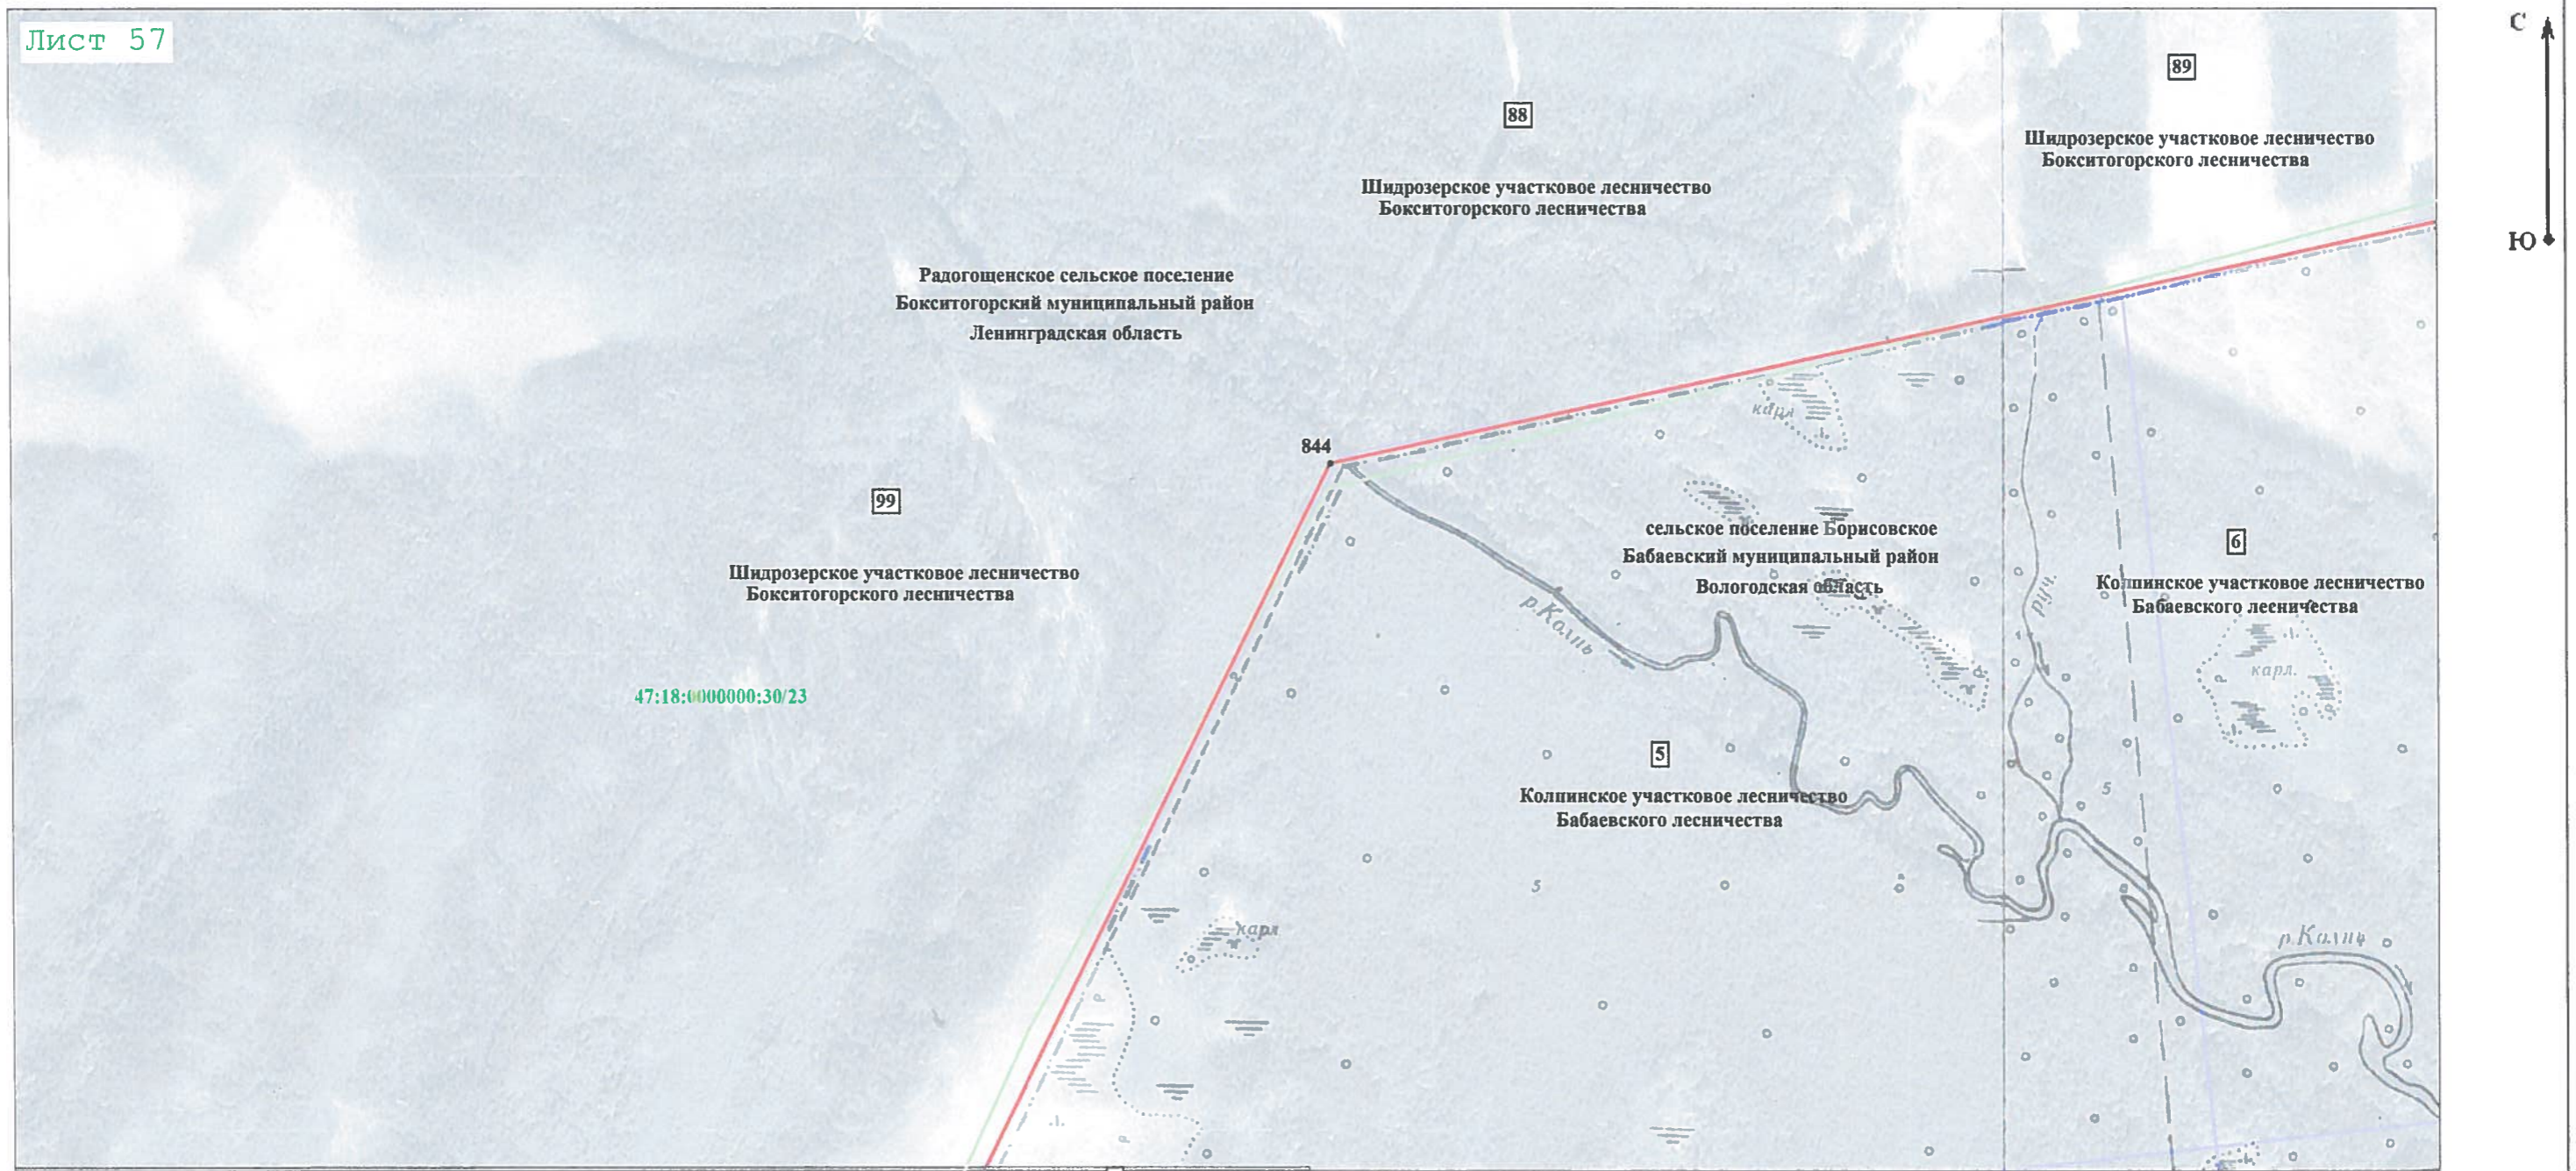 Лист 57
С
Ю
89
Шидрозерское участковое лесничество
Бокситогорского лесничества
88
Шидрозерское участковое лесничество
Бокситогорского лесничества
Радогощенское сельское поселение
Бокситогорский муниципальный район
Ленинградская область
844
99
Шидрозерское участковое лесничество
Бокситогорского лесничества
47:18:0000000:30/23
карл
сельское поселение Борисовское
Бабаевский муниципальный район
Вологодская область
р.Колпь
руч.
6
Колпинское участковое лесничество
Бабаевского лесничества
карл.
5
Колпинское участковое лесничество
Бабаевского лесничества
5
5
карл
р.Колпь